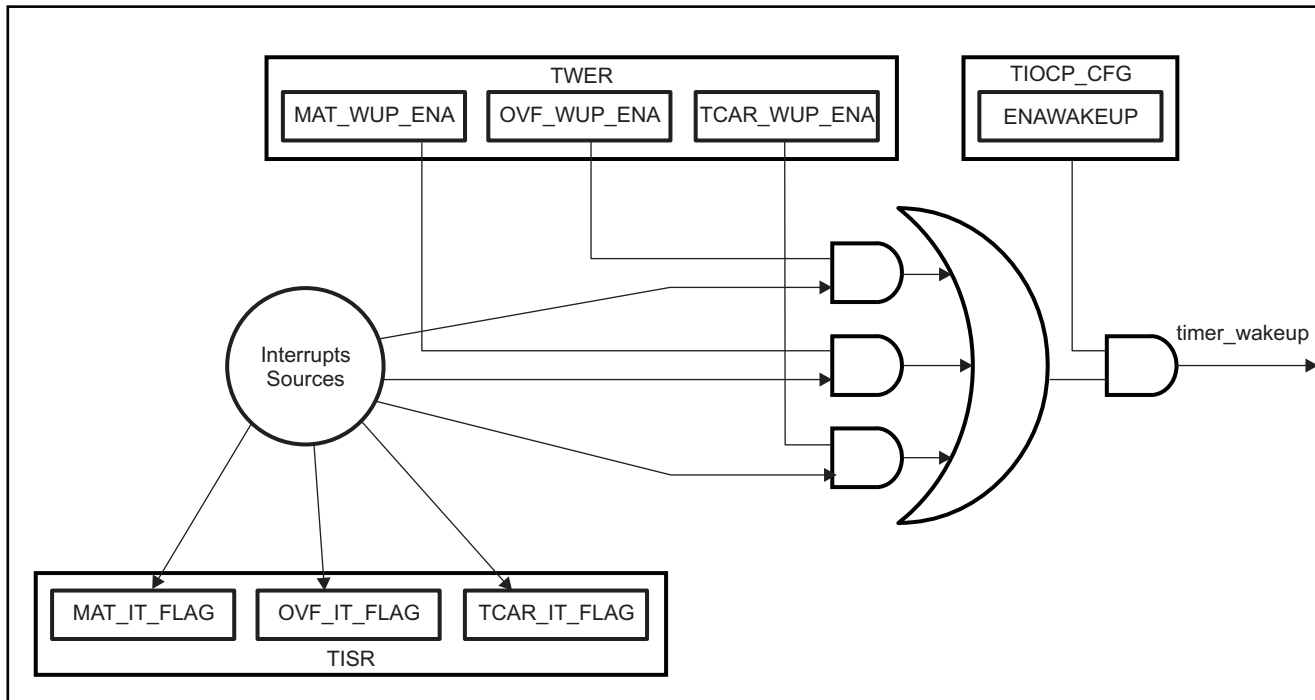 TWER
MAT_WUP_ENA
OVF_WUP_ENA
TCAR_WUP_ENA
TIOCP_CFG
ENAWAKEUP
timer_wakeup
Interrupts
Sources
MAT_IT_FLAG
OVF_IT_FLAG
TCAR_IT_FLAG
TISR